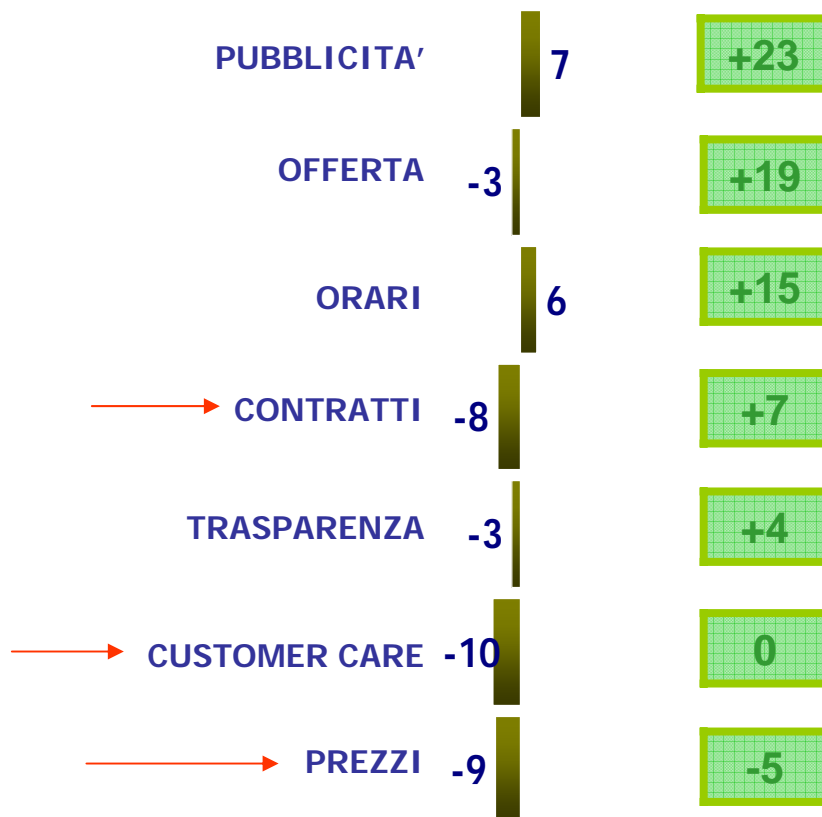 PUBBLICITA’ 7 +23
OFFERTA -3 +19
ORARI 6 +15
CONTRATTI -8 +7
TRASPARENZA -3 +4
CUSTOMER CARE -10 0
PREZZI -9 -5